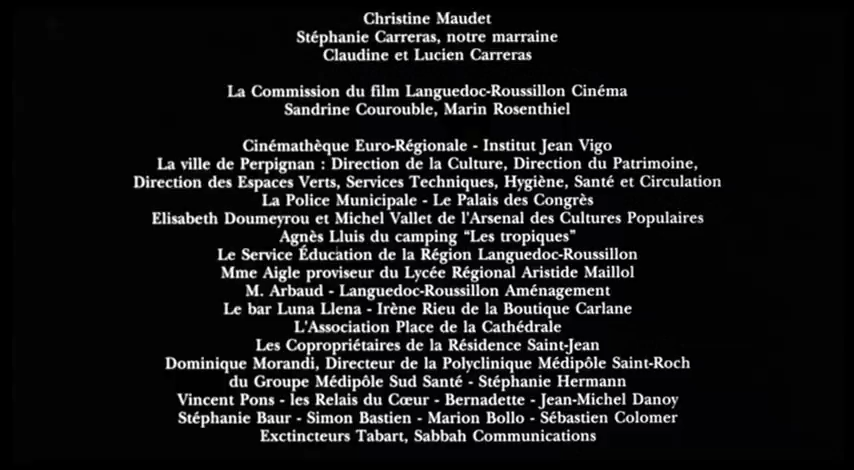 Christine Maudet
Stéphanie Carreras, notre marraine
Claudine et Lucien Carreras
La Commission du film Languedoc-Roussillon Cinéma
Sandrine Courouble, Marin Rosenthiel
Cinémathèque Euro-Régionale - Institut Jean Vigo
La ville de Perpignan : Direction de la Culture, Direction du Patrimoine,
Direction des Espaces Verts, Services Techniques, Hygiène, Santé et Circulation
La Police Municipale - Le Palais des Congrès
Elisabeth Doumeyrou et Michel Vallet de l'Arsenal des Cultures Populaires
Agnès Lluis du camping “Les tropiques”
Le Service Éducation de la Région Languedoc-Roussillon
Mme Aigle proviseur du Lycée Régional Aristide Maillol
M. Arbaud - Languedoc-Roussillon Aménagement
Le bar Luna Llena - Irène Rieu de la Boutique Carlane
L'Association Place de la Cathédrale
Les Copropriétaires de la Résidence Saint-Jean
Dominique Morandi, Directeur de la Polyclinique Médipôle Saint-Roch
du Groupe Médipôle Sud Santé - Stéphanie Hermann
Vincent Pons - les Relais du Cœur - Bernadette - Jean-Michel Danoy
Stéphanie Baur - Simon Bastien - Marion Bollo - Sébastien Colomer
Exctincteurs Tabart, Sabbah Communications